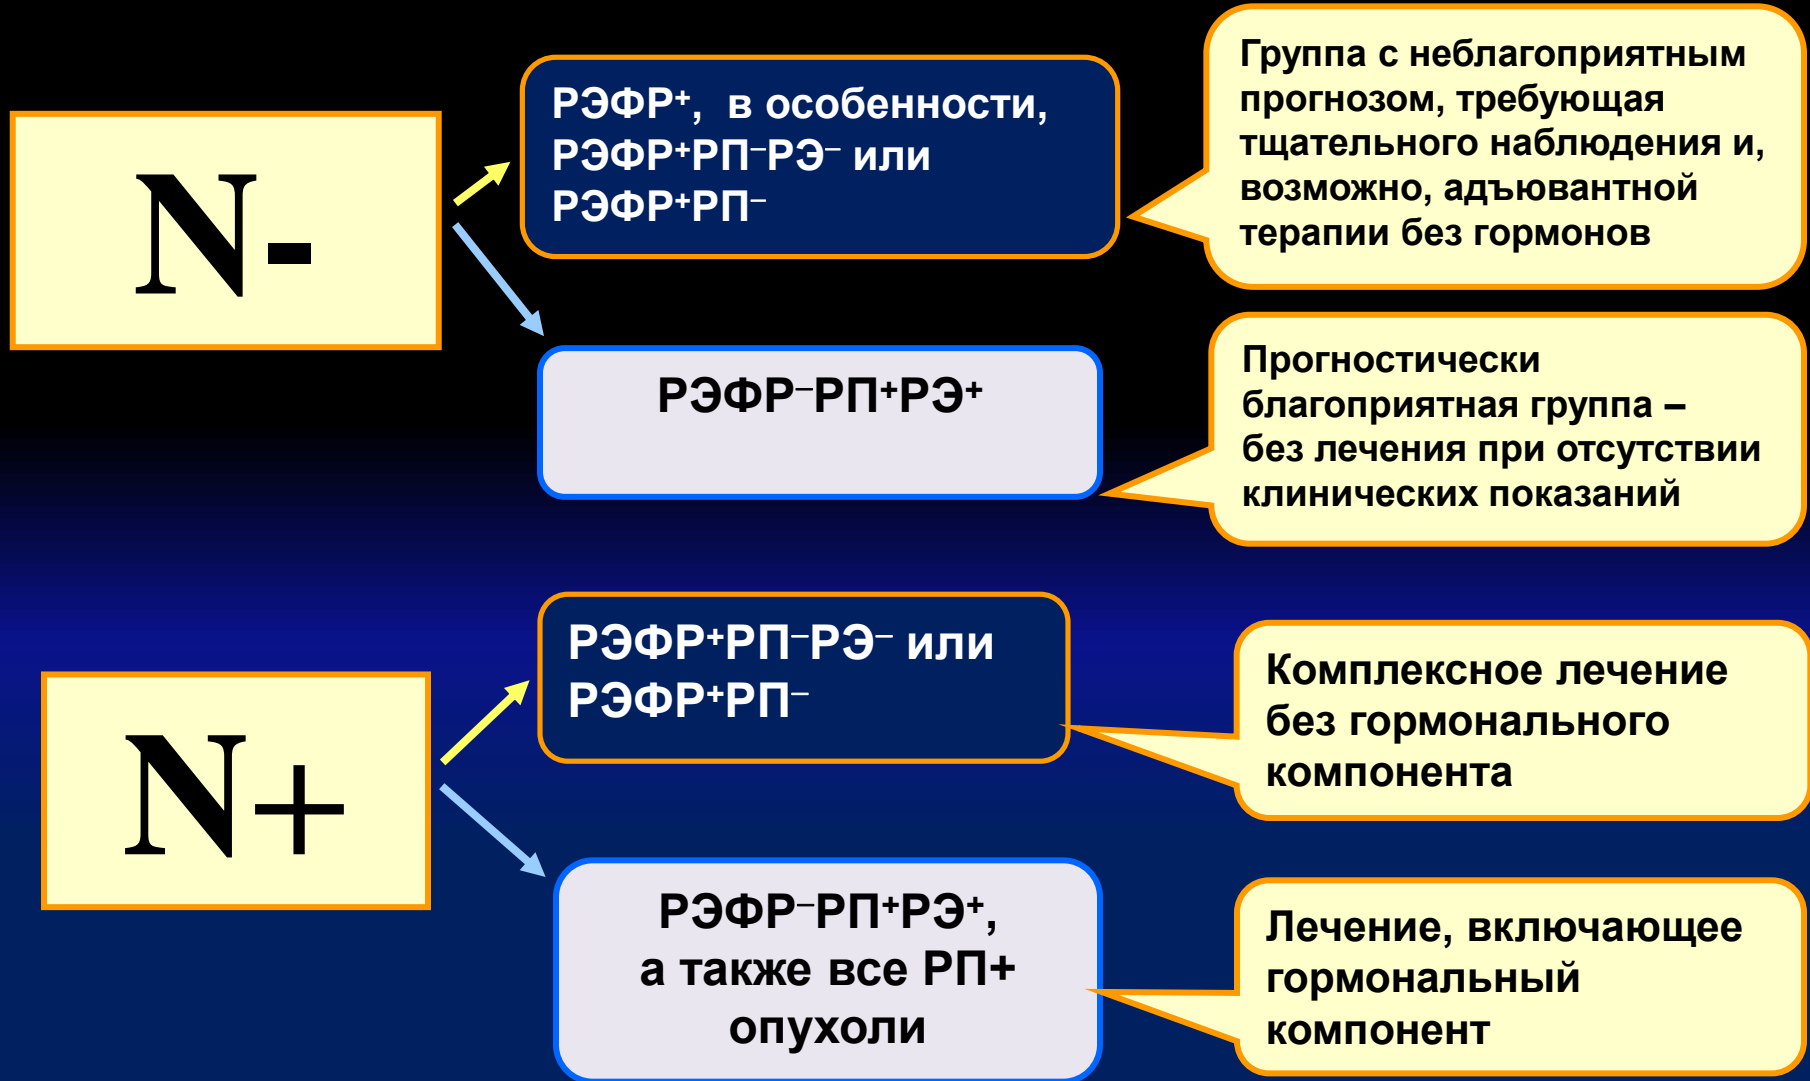 N-
РЭФР⁺, в особенности,
РЭФР⁺РП⁻РЭ⁻ или
РЭФР⁺РП⁻
Группа с неблагоприятным
прогнозом, требующая
тщательного наблюдения и,
возможно, адъювантной
терапии без гормонов
РЭФР⁻РП⁺РЭ⁺
Прогностически
благоприятная группа –
без лечения при отсутствии
клинических показаний
N+
РЭФР⁺РП⁻РЭ⁻ или
РЭФР⁺РП⁻
Комплексное лечение
без гормонального
компонента
РЭФР⁻РП⁺РЭ⁺,
а также все РП+
опухоли
Лечение, включающее
гормональный
компонент